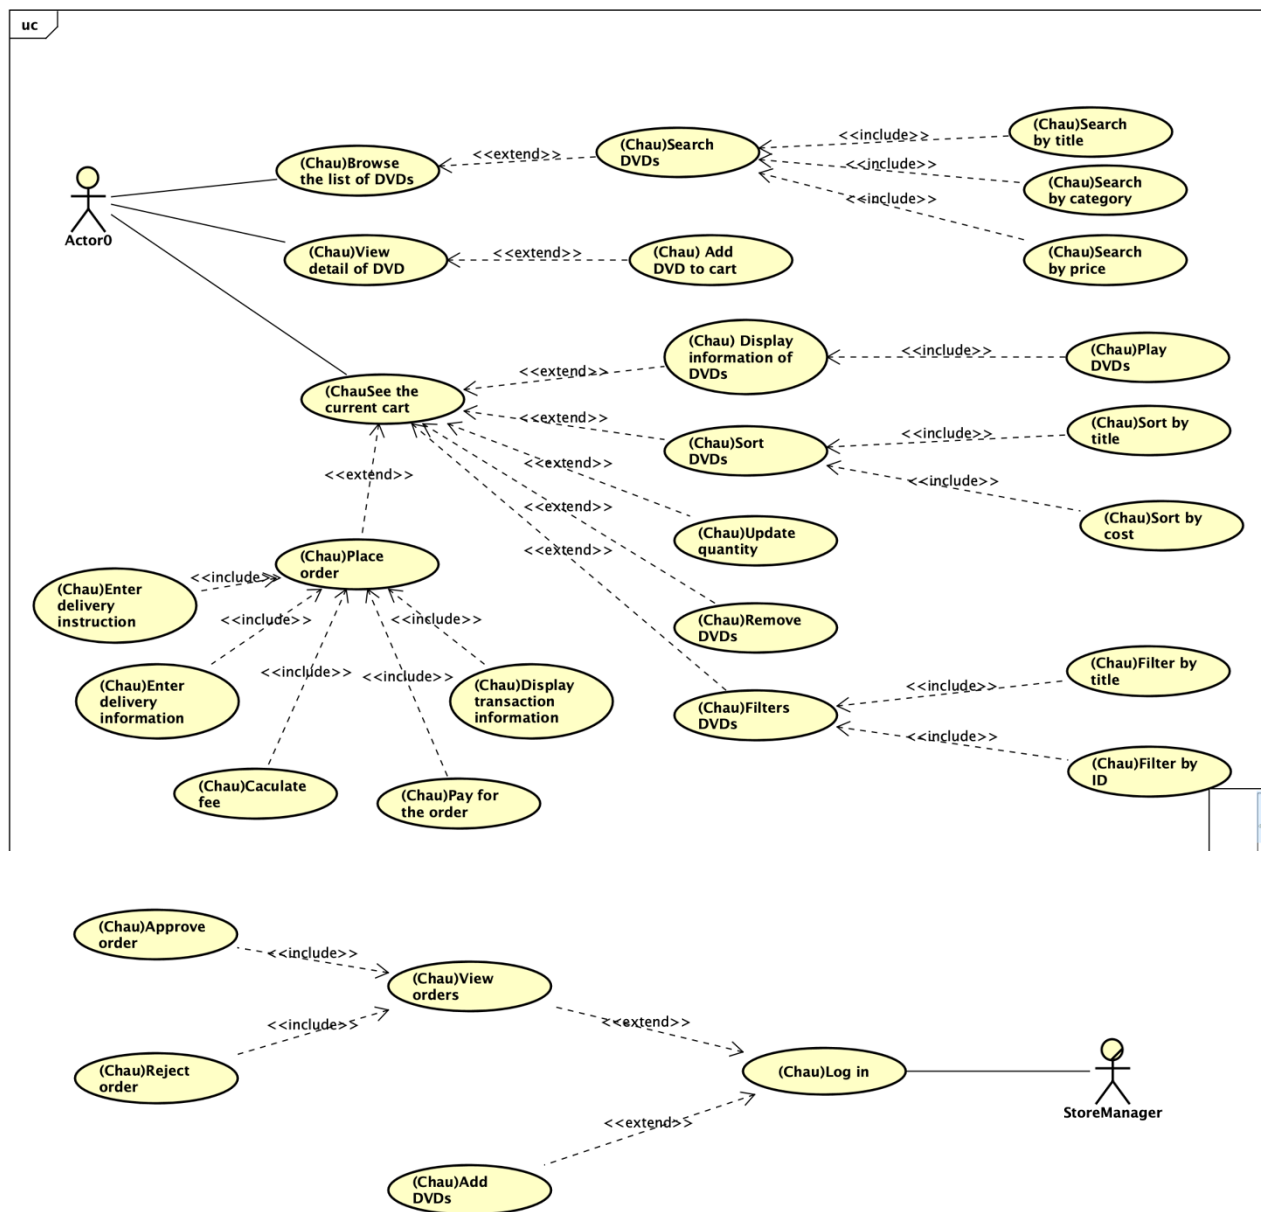 uc
(Chau)Search
by title
<<include>>
(Chau)Search
DVDs
(Chau)Browse
the list of DVDs
<<extend>>
<<include>>
(Chau)Search
by category
<<include>>
Actor0
(Chau)View
detail of DVD
<<extend>>
(Chau) Add
DVD to cart
(Chau)Search
by price
(Chau) Display
information of
DVDs
<<include>>
(Chau)Play
DVDs
<<extend>>
(ChauSee the
current cart
<<extend>>
(Chau)Sort
DVDs
<<include>>
(Chau)Sort by
title
<<extend>>
<<extend>>
<<include>>
<<extend>>
(Chau)Sort by
cost
(Chau)Update
quantity
<<extend>>
(Chau)Place
order
<<include>>
(Chau)Enter
delivery
instruction
<<include>>
<<include>>
(Chau)Remove
DVDs
<<include>>
<<include>>
(Chau)Filter by
title
(Chau)Enter
delivery
information
(Chau)Display
transaction
information
(Chau)Filters
DVDs
<<include>>
<<include>>
(Chau)Filter by
ID
(Chau)Caculate
fee
(Chau)Pay for
the order
(Chau)Approve
order
<<include>>
(Chau)View
orders
<<include>>
<<extend>>
(Chau)Reject
order
(Chau)Log in
StoreManager
<<extend>>
(Chau)Add
DVDs